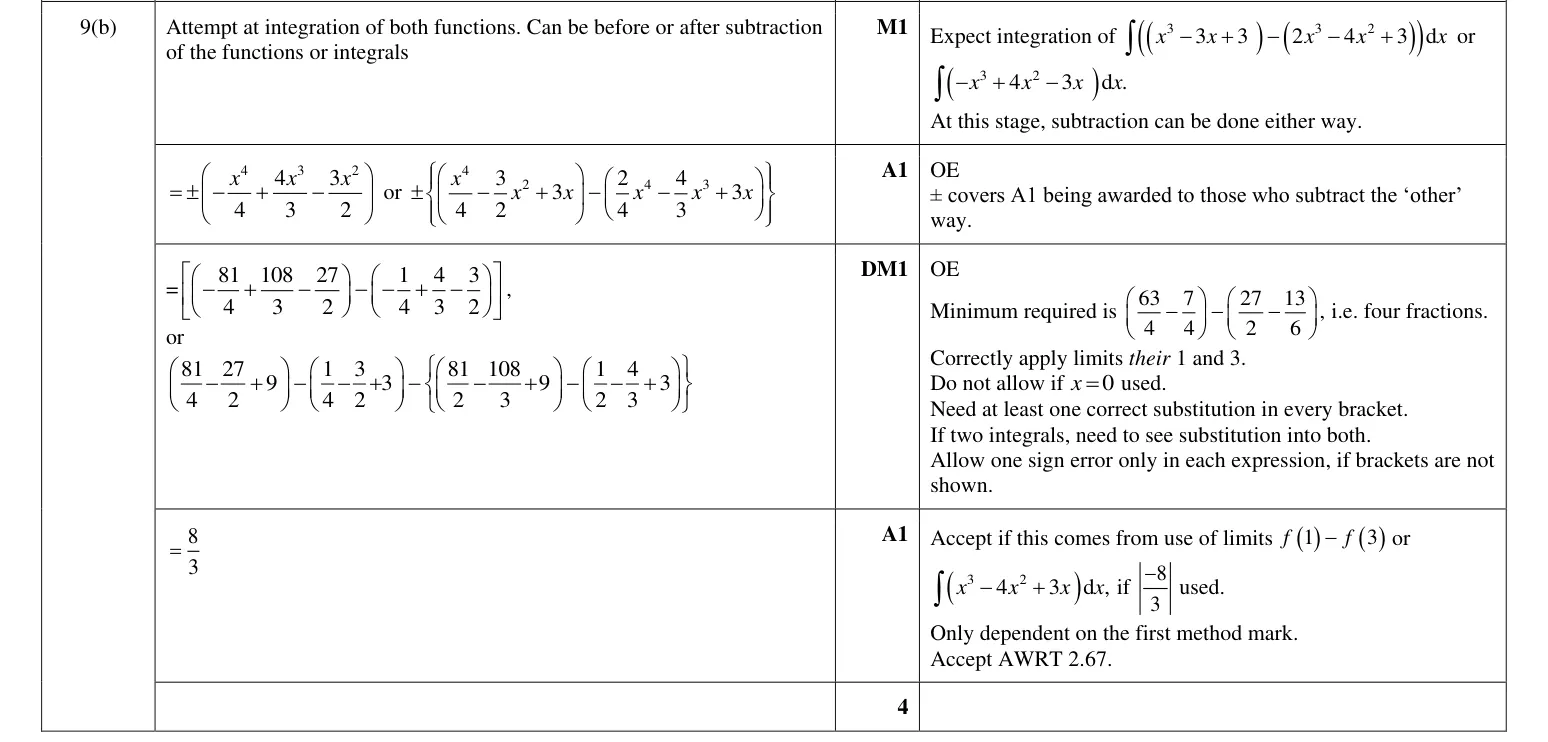 9(b)
Attempt at integration of both functions. Can be before or after subtraction
of the functions or integrals
M1
Expect integration of ∫((x³ − 3x + 3) − (2x³ − 4x² + 3))dx or
∫(−x³ + 4x² − 3x)dx.
At this stage, subtraction can be done either way.
= ±(−x⁴/4 + 4x³/3 − 3x²/2) or ±{(x⁴/4 − 3/2 x² + 3x) − (2/4 x⁴ − 4/3 x³ + 3x)}
A1
OE
± covers A1 being awarded to those who subtract the ‘other’
way.
= [(−81/4 + 108/3 − 27/2) − (−1/4 + 4/3 − 3/2)],
or
(81/4 − 27/2 + 9) − (1/4 − 3/2 + 3) − {(81/2 − 108/3 + 9) − (1/2 − 4/3 + 3)}
DM1
OE
Minimum required is (63/4 − 7/4) − (27/2 − 13/6), i.e. four fractions.
Correctly apply limits their 1 and 3.
Do not allow if x = 0 used.
Need at least one correct substitution in every bracket.
If two integrals, need to see substitution into both.
Allow one sign error only in each expression, if brackets are not
shown.
= 8/3
A1
Accept if this comes from use of limits f(1) − f(3) or
∫(x³ − 4x² + 3x)dx, if |−8/3| used.
Only dependent on the first method mark.
Accept AWRT 2.67.
4